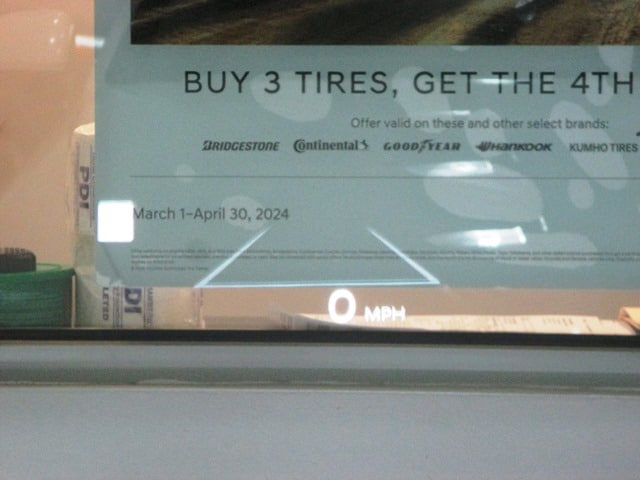 BUY 3 TIRES, GET THE 4TH
Offer valid on these and other select brands:
BRIDGESTONE Continental GOODYEAR HANKOOK KUMHO TIRES
March 1–April 30, 2024
0 MPH
PDI
PDI